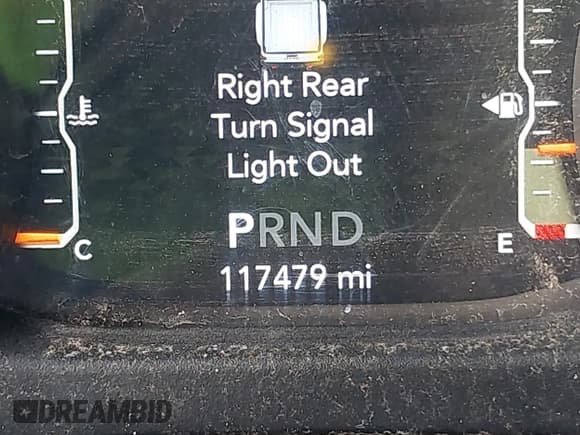 Right Rear
Turn Signal
Light Out
PRND
C
E
117479 mi
DREAMBID